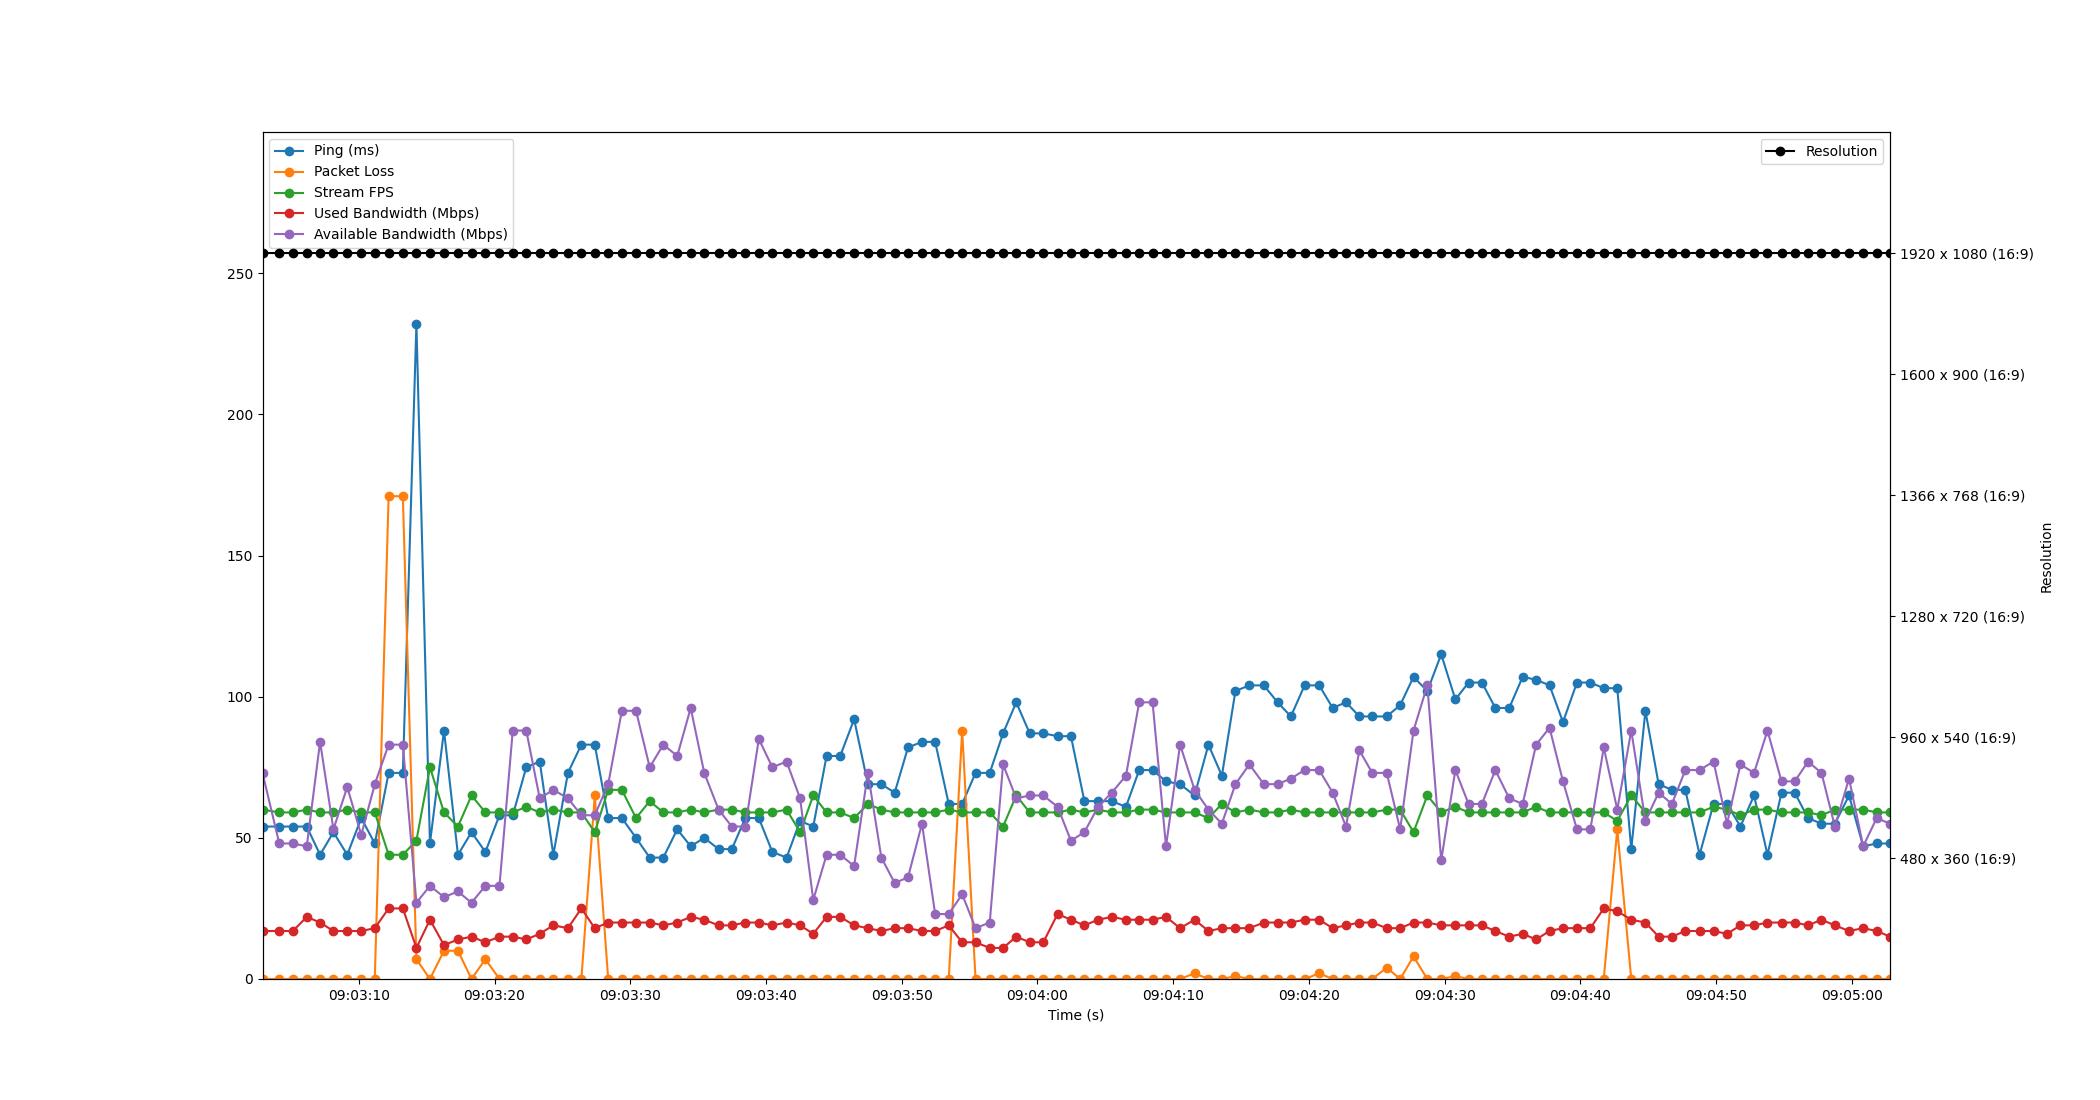 Ping (ms)
Packet Loss
Stream FPS
Used Bandwidth (Mbps)
Available Bandwidth (Mbps)
Resolution
250
200
150
100
50
0
1920 x 1080 (16:9)
1600 x 900 (16:9)
1366 x 768 (16:9)
1280 x 720 (16:9)
960 x 540 (16:9)
480 x 360 (16:9)
Resolution
09:03:10 09:03:20 09:03:30 09:03:40 09:03:50 09:04:00 09:04:10 09:04:20 09:04:30 09:04:40 09:04:50 09:05:00
Time (s)